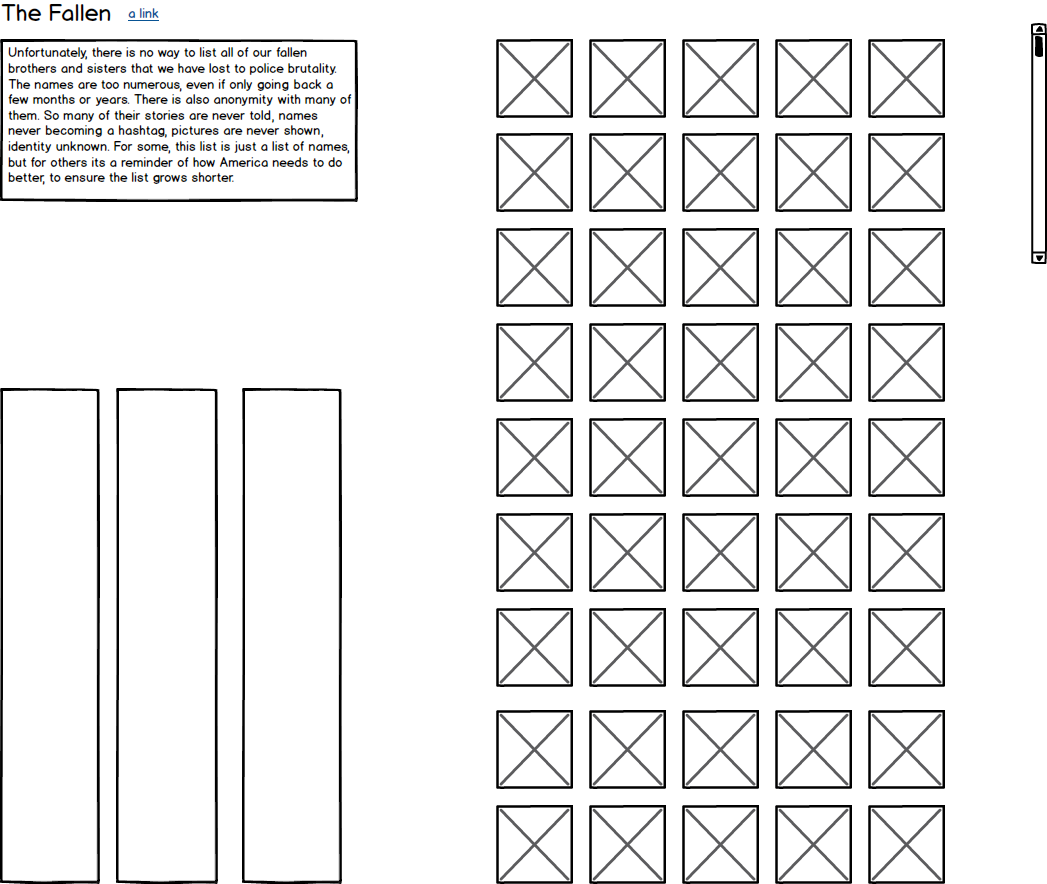 The Fallen a link
Unfortunately, there is no way to list all of our fallen
brothers and sisters that we have lost to police brutality.
The names are too numerous, even if only going back a
few months or years. There is also anonymity with many of
them. So many of their stories are never told, names
never becoming a hashtag, pictures are never shown,
identity unknown. For some, this list is just a list of names,
but for others its a reminder of how America needs to do
better, to ensure the list grows shorter.